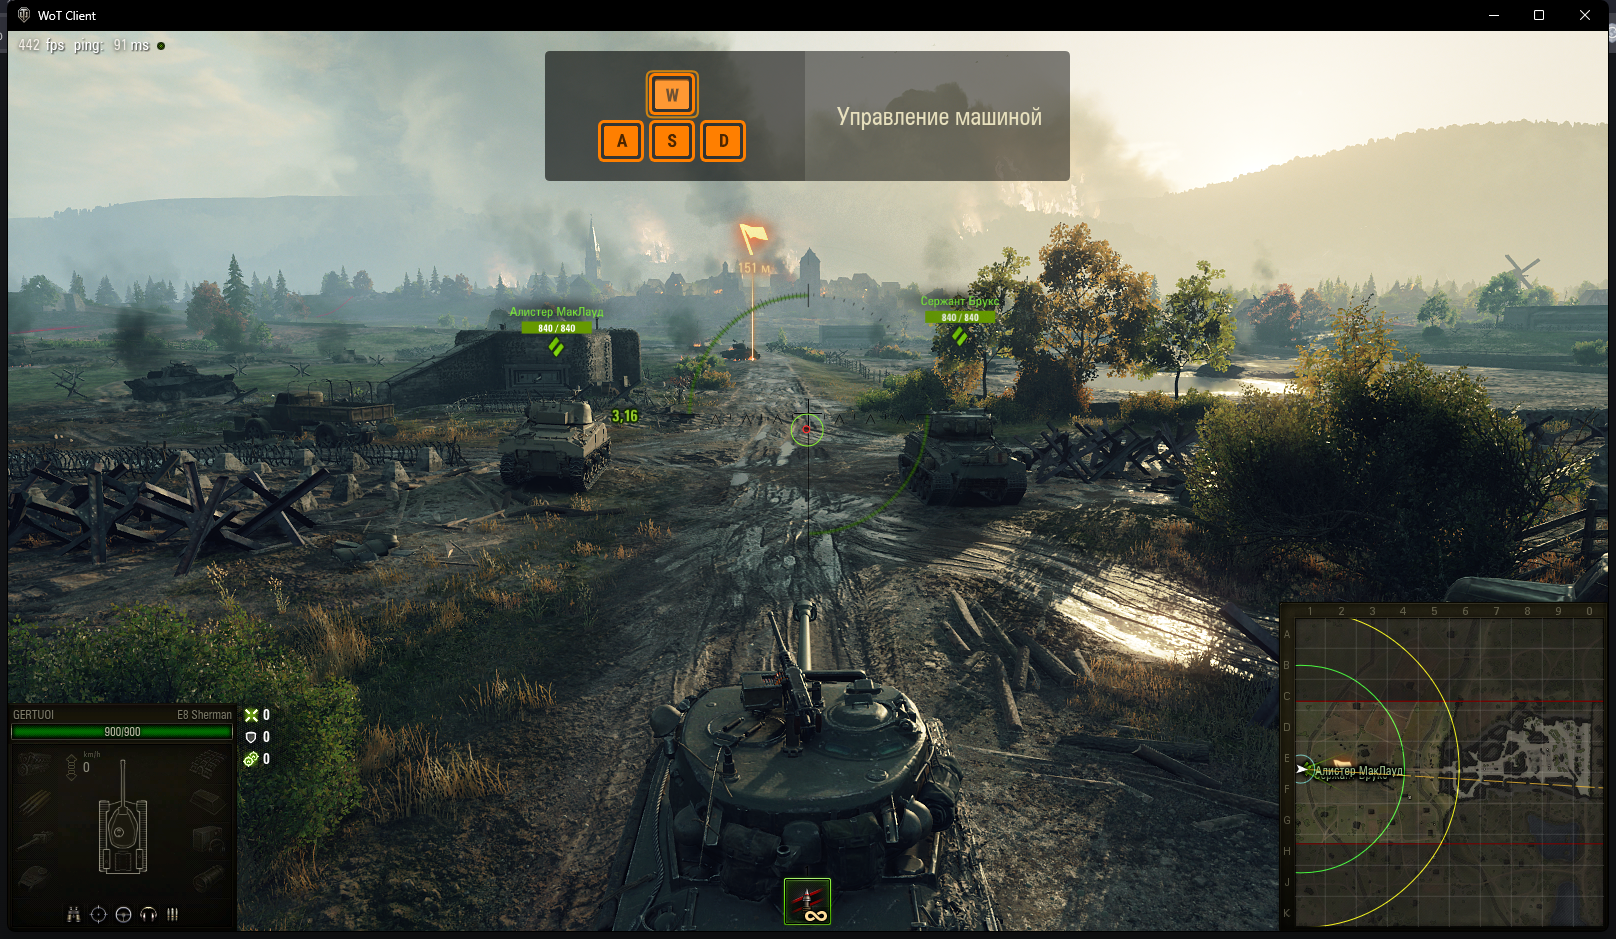 WoT Client
442 fps ping: 91 ms
W
A S D
Управление машиной
151 м
Алистер МакЛауд
840 / 840
Сержант Брукс
840 / 840
3,16
GERTUOI E8 Sherman
900/900
km/h
0
0
0
0
1 2 3 4 5 6 7 8 9 0
A
B
C
D
E
F
G
H
J
K
Алистер МакЛауд
Сержант Брукс